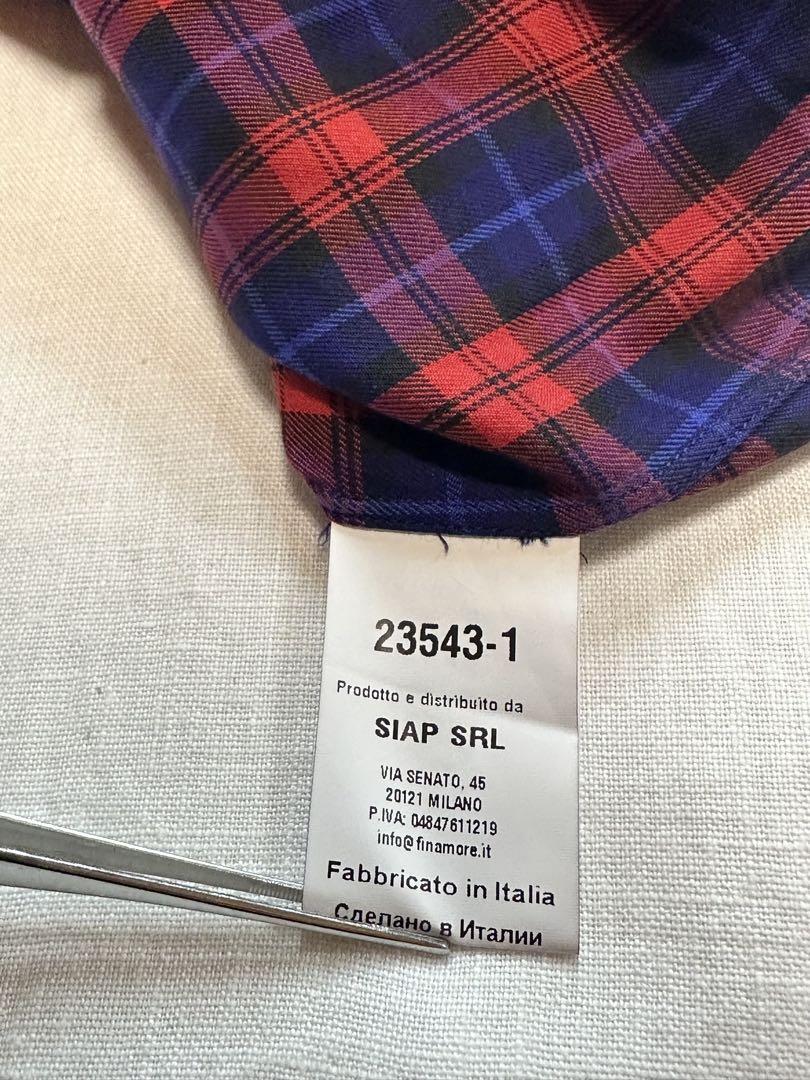 23543-1
Prodotto e distribuito da
SIAP SRL
VIA SENATO, 45
20121 MILANO
P.IVA: 04847611219
info@finamore.it
Fabbricato in Italia
Сделано в Италии